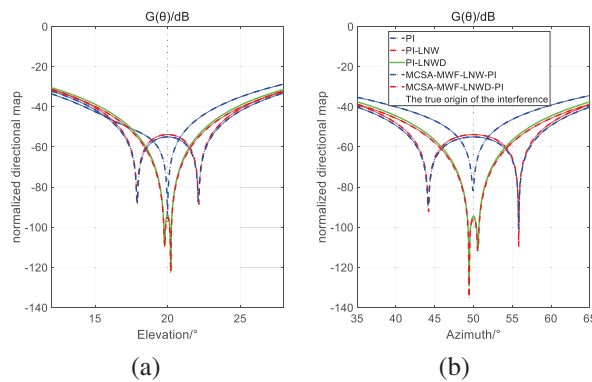 G(θ)/dB
0
-20
-40
-60
-80
-100
-120
-140
normalized directional map
15
20
25
Elevation/°
(a)
G(θ)/dB
PI
PI-LNW
PI-LNWD
MCSA-MWF-LNW-PI
MCSA-MWF-LNWD-PI
The true origin of the interference
0
-20
-40
-60
-80
-100
-120
-140
normalized directional map
35
40
45
50
55
60
65
Azimuth/°
(b)